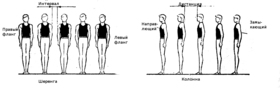 Интервал
Правый
фланг
Левый
фланг
Шеренга
Дистанция
Направ-
ляющий
Замы-
кающий
Колонна